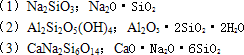 (1) Na₂SiO₃; Na₂O·SiO₂
(2) Al₂Si₂O₅(OH)₄; Al₂O₃·2SiO₂·2H₂O
(3) CaNa₂Si₆O₁₄; CaO·Na₂O·6SiO₂